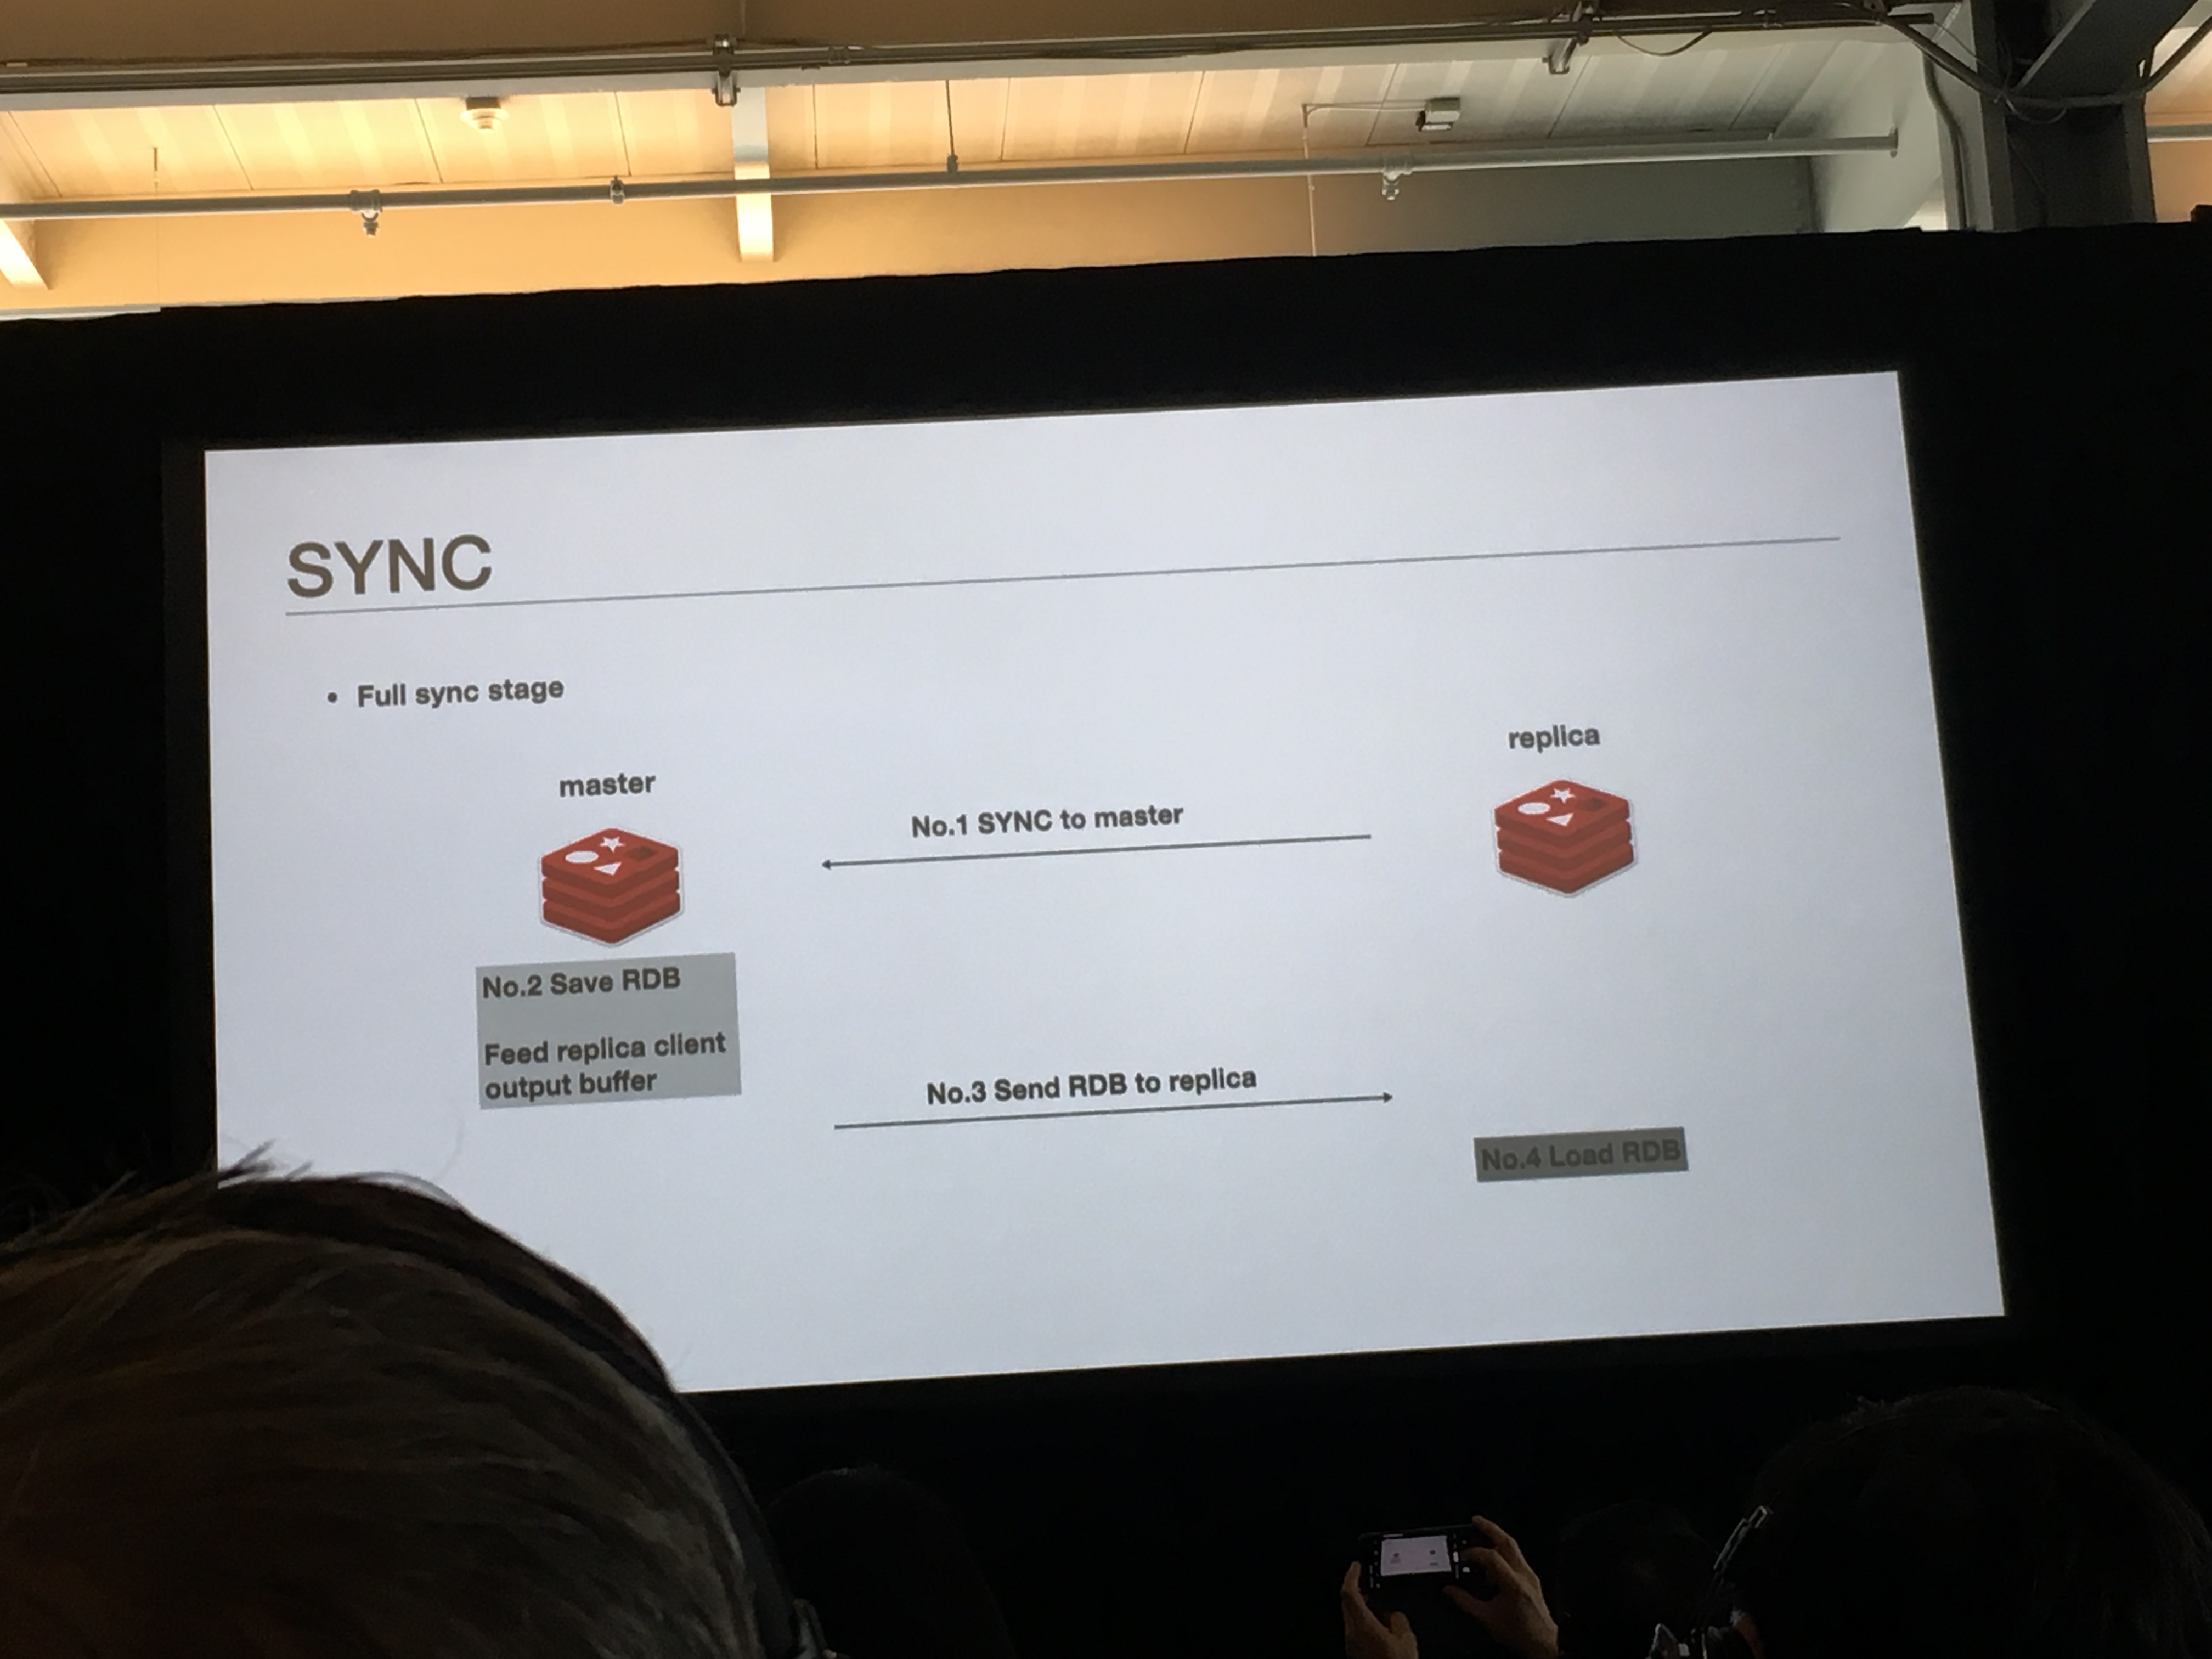 SYNC
• Full sync stage
replica
master
No.1 SYNC to master
No.2 Save RDB
Feed replica client
output buffer
No.3 Send RDB to replica
No.4 Load RDB